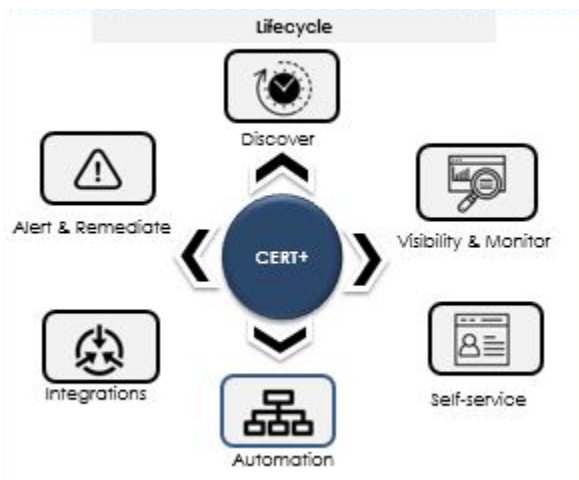 Lifecycle
Discover
Alert & Remediate
Visibility & Monitor
CERT+
Integrations
Self-service
Automation